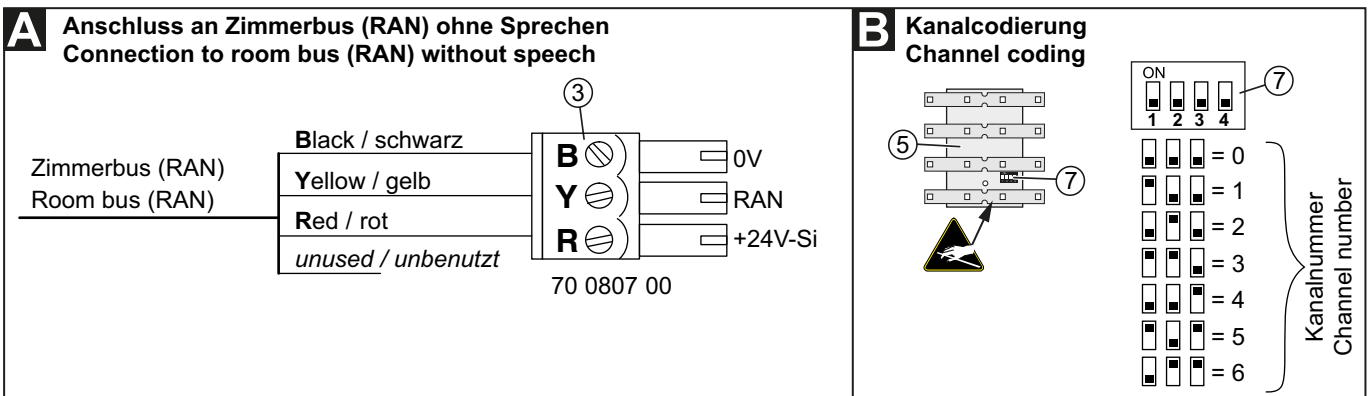 A
Anschluss an Zimmerbus (RAN) ohne Sprechen
Connection to room bus (RAN) without speech
3
Zimmerbus (RAN)
Room bus (RAN)
Black / schwarz
Yellow / gelb
Red / rot
unused / unbenutzt
B
Y
R
0V
RAN
+24V-Si
70 0807 00
B
Kanalcodierung
Channel coding
5
7
ON
1 2 3 4
7
= 0
= 1
= 2
= 3
= 4
= 5
= 6
Kanalnummer
Channel number